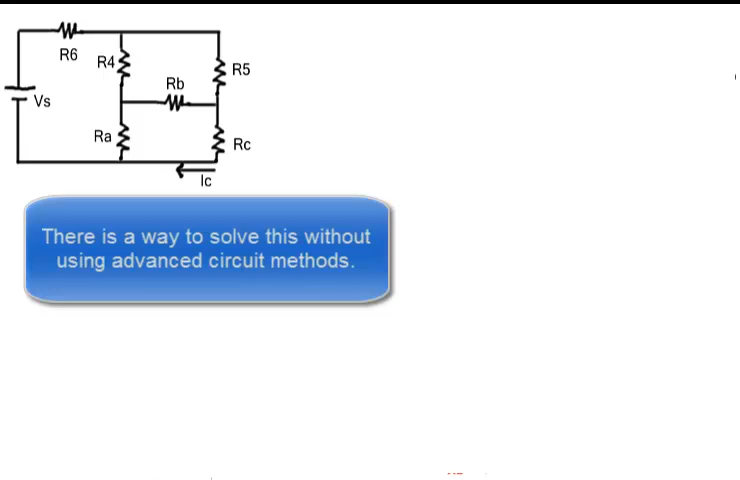 R6
R4
R5
Rb
Vs
Ra
Rc
Ic
There is a way to solve this without
using advanced circuit methods.